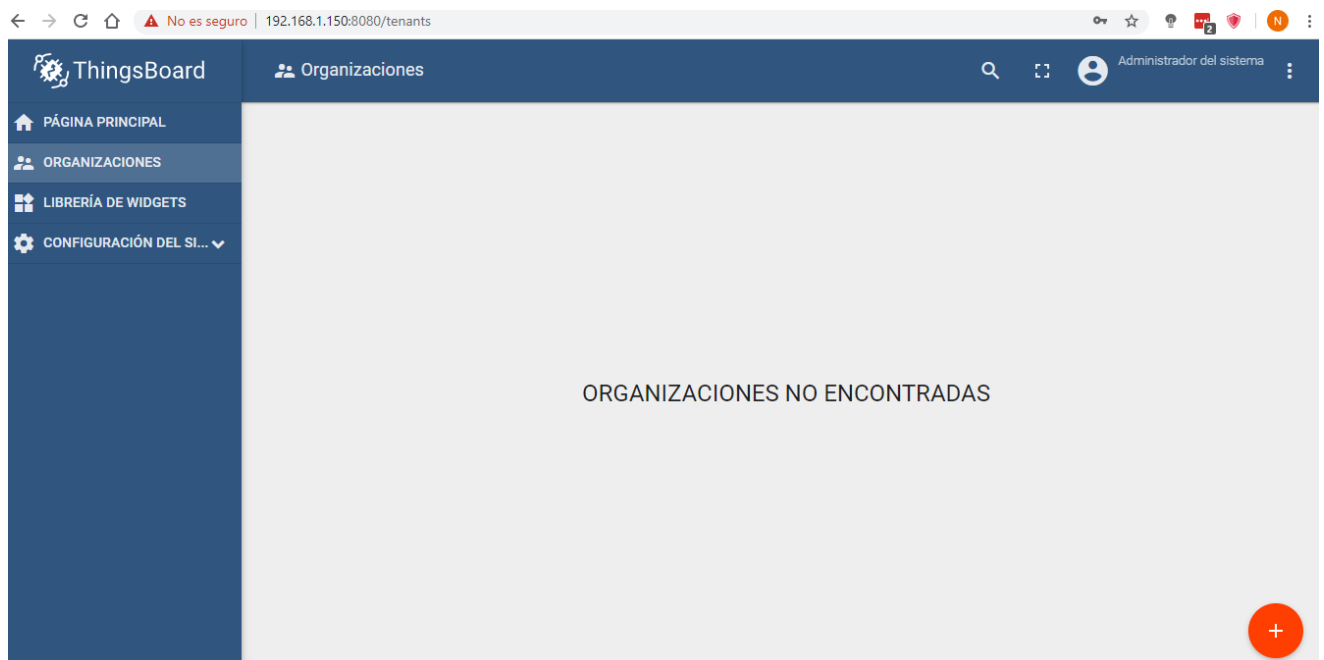 No es seguro | 192.168.1.150:8080/tenants
2
N
ThingsBoard
Organizaciones
Administrador del sistema
PÁGINA PRINCIPAL
ORGANIZACIONES
LIBRERÍA DE WIDGETS
CONFIGURACIÓN DEL SI...
ORGANIZACIONES NO ENCONTRADAS
+